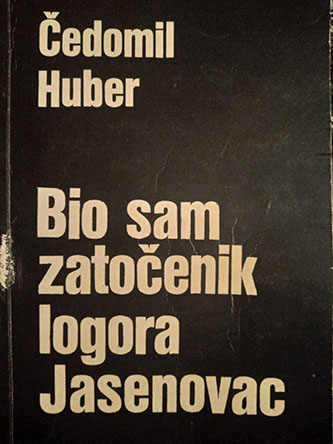 Čedomil
Huber
Bio sam
zatočenik
logora
Jasenovac